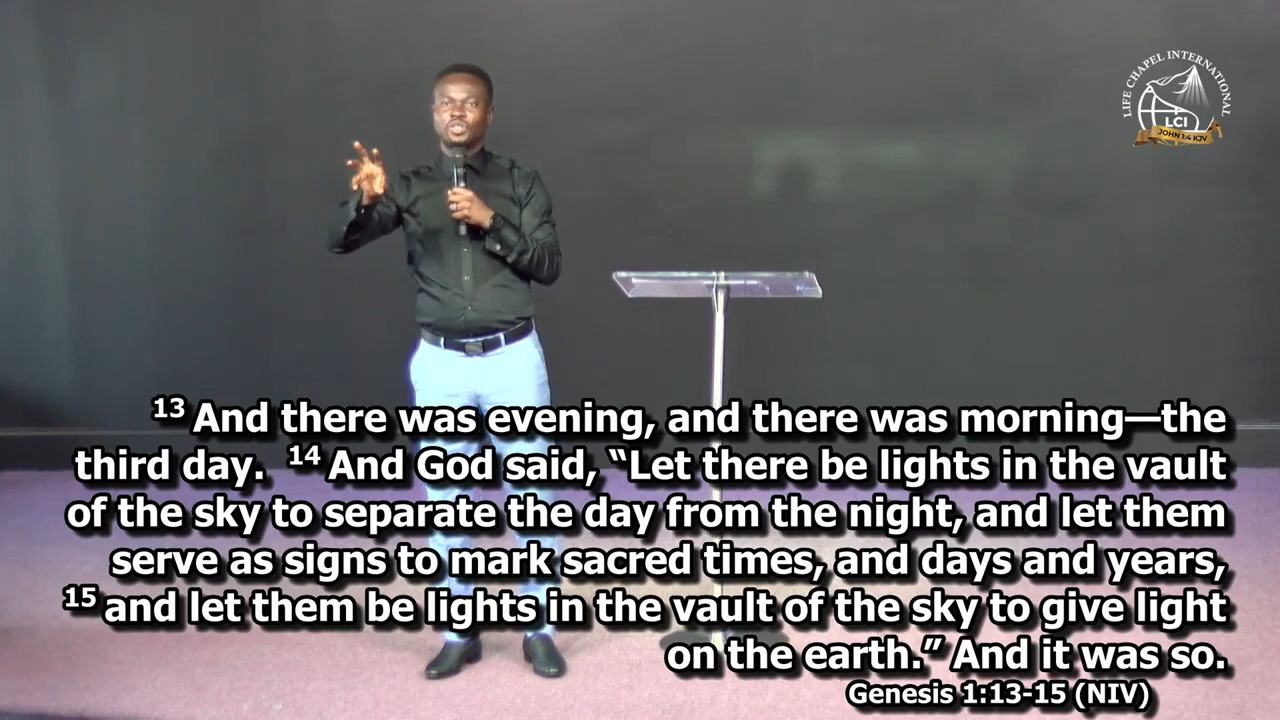 LIFE CHAPEL INTERNATIONAL
LCI
JOHN 1:4 KJV
13 And there was evening, and there was morning—the
third day. 14 And God said, “Let there be lights in the vault
of the sky to separate the day from the night, and let them
serve as signs to mark sacred times, and days and years,
15 and let them be lights in the vault of the sky to give light
on the earth.” And it was so.
Genesis 1:13-15 (NIV)